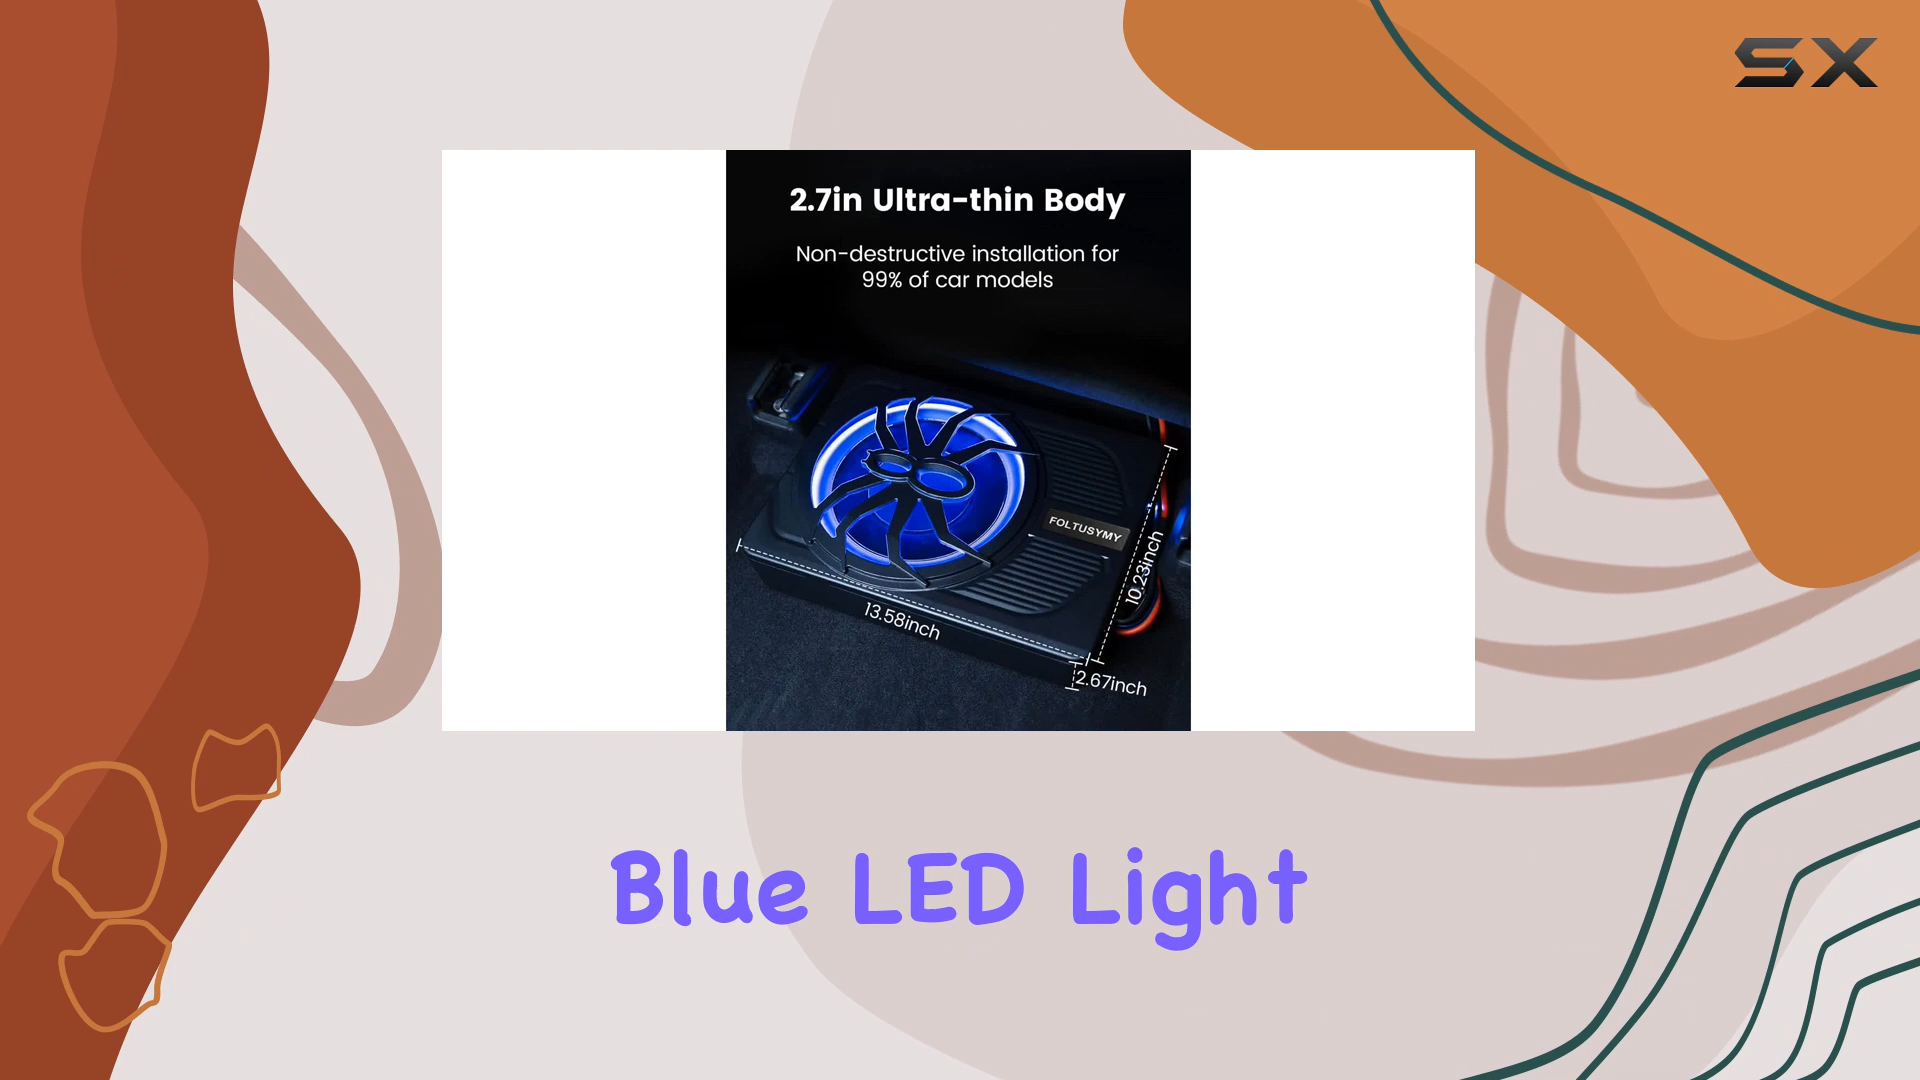 SX
2.7in Ultra-thin Body
Non-destructive installation for
99% of car models
FOLTUSYMY
10.23inch
13.58inch
2.67inch
Blue LED Light